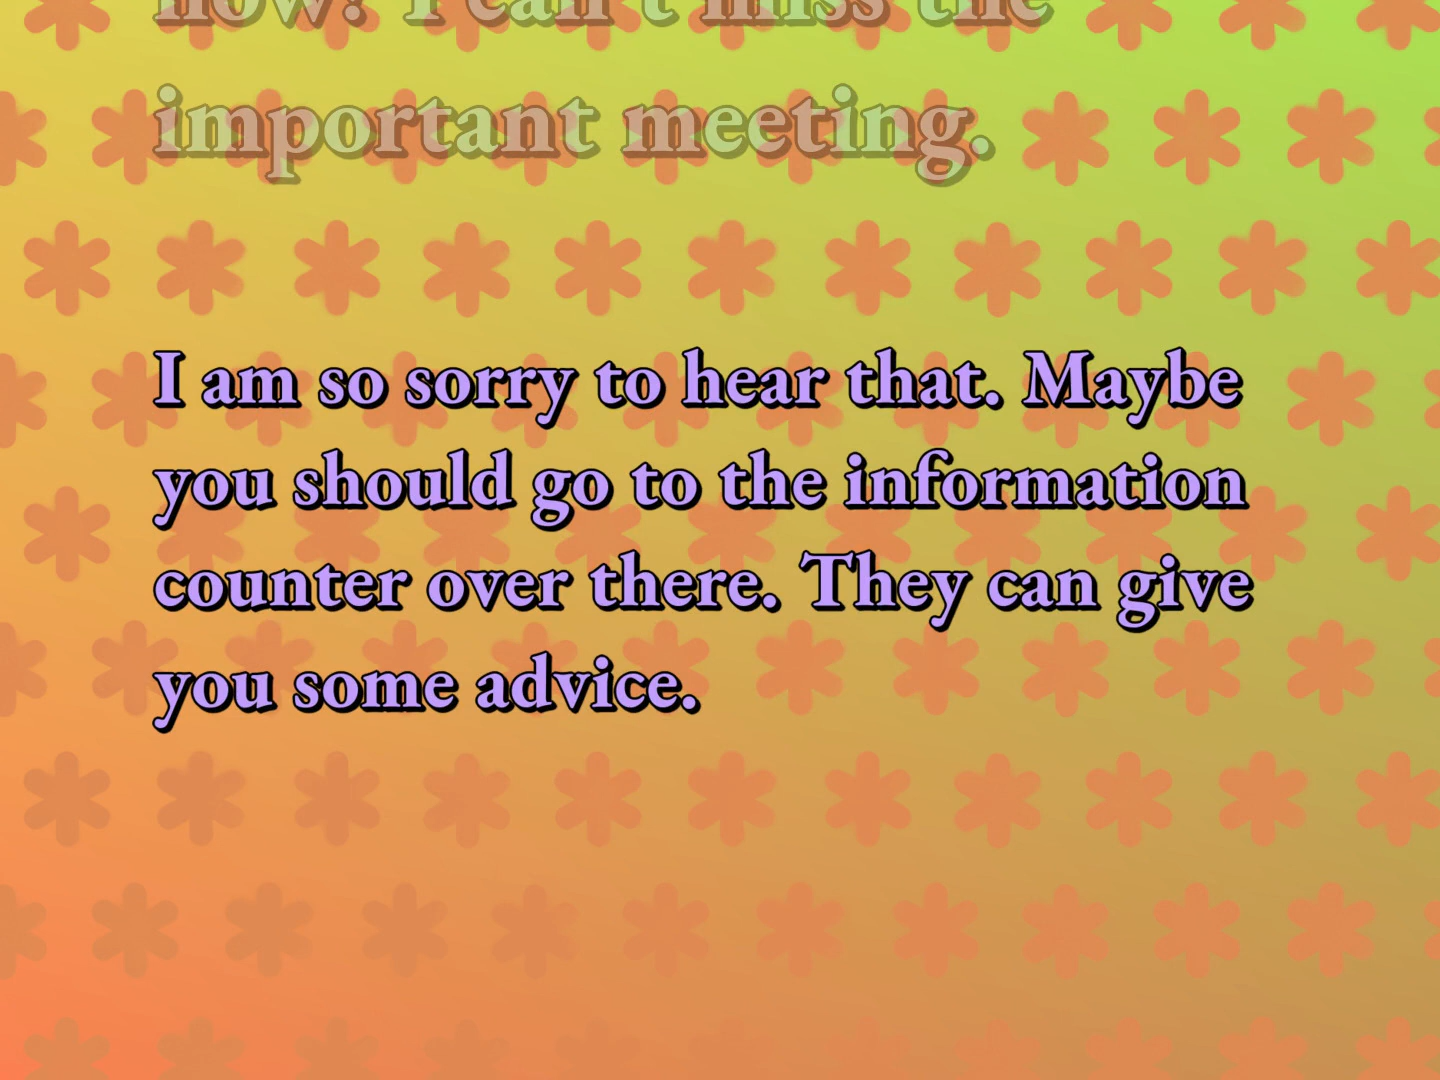 now? I can't miss the
important meeting.
I am so sorry to hear that. Maybe
you should go to the information
counter over there. They can give
you some advice.